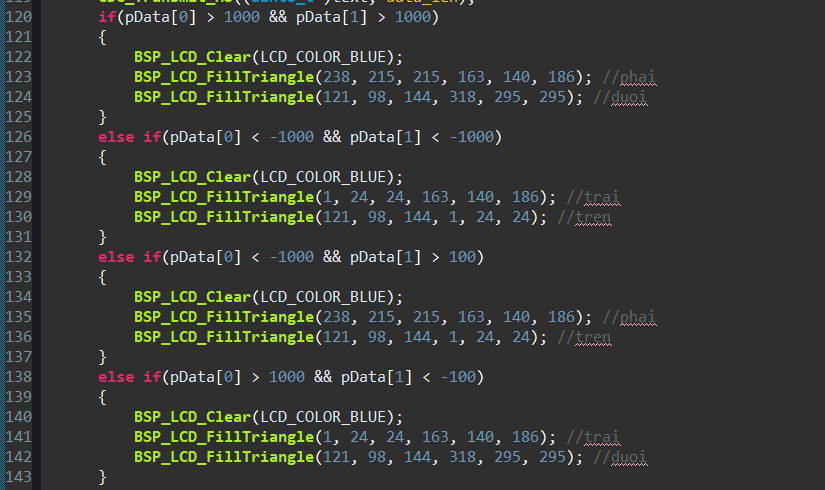 120 if(pData[0] > 1000 && pData[1] > 1000)
121 {
122 BSP_LCD_Clear(LCD_COLOR_BLUE);
123 BSP_LCD_FillTriangle(238, 215, 215, 163, 140, 186); //phai
124 BSP_LCD_FillTriangle(121, 98, 144, 318, 295, 295); //duoi
125 }
126 else if(pData[0] < -1000 && pData[1] < -1000)
127 {
128 BSP_LCD_Clear(LCD_COLOR_BLUE);
129 BSP_LCD_FillTriangle(1, 24, 24, 163, 140, 186); //trai
130 BSP_LCD_FillTriangle(121, 98, 144, 1, 24, 24); //tren
131 }
132 else if(pData[0] < -1000 && pData[1] > 100)
133 {
134 BSP_LCD_Clear(LCD_COLOR_BLUE);
135 BSP_LCD_FillTriangle(238, 215, 215, 163, 140, 186); //phai
136 BSP_LCD_FillTriangle(121, 98, 144, 1, 24, 24); //tren
137 }
138 else if(pData[0] > 1000 && pData[1] < -100)
139 {
140 BSP_LCD_Clear(LCD_COLOR_BLUE);
141 BSP_LCD_FillTriangle(1, 24, 24, 163, 140, 186); //trai
142 BSP_LCD_FillTriangle(121, 98, 144, 318, 295, 295); //duoi
143 }